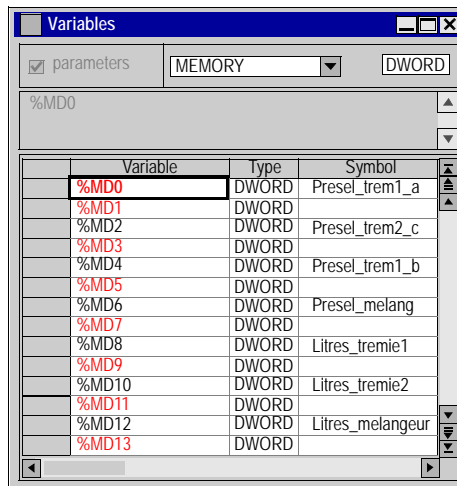 Variables
parameters MEMORY DWORD
%MD0
Variable Type Symbol
%MD0 DWORD Presel_trem1_a
%MD1 DWORD
%MD2 DWORD Presel_trem2_c
%MD3 DWORD
%MD4 DWORD Presel_trem1_b
%MD5 DWORD
%MD6 DWORD Presel_melang
%MD7 DWORD
%MD8 DWORD Litres_tremie1
%MD9 DWORD
%MD10 DWORD Litres_tremie2
%MD11 DWORD
%MD12 DWORD Litres_melangeur
%MD13 DWORD